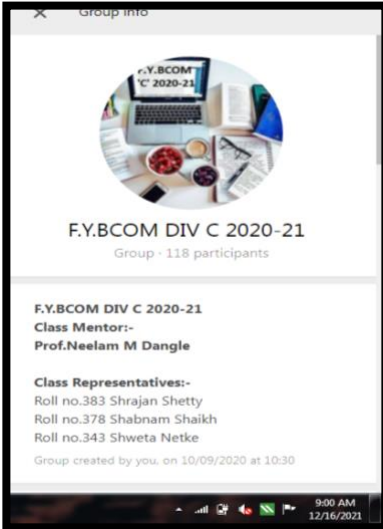 Group info
F.Y.BCOM
'C' 2020-21
F.Y.BCOM DIV C 2020-21
Group · 118 participants
F.Y.BCOM DIV C 2020-21
Class Mentor:-
Prof.Neelam M Dangle
Class Representatives:-
Roll no.383 Shrajan Shetty
Roll no.378 Shabnam Shaikh
Roll no.343 Shweta Netke
Group created by you, on 10/09/2020 at 10:30
9:00 AM
12/16/2021